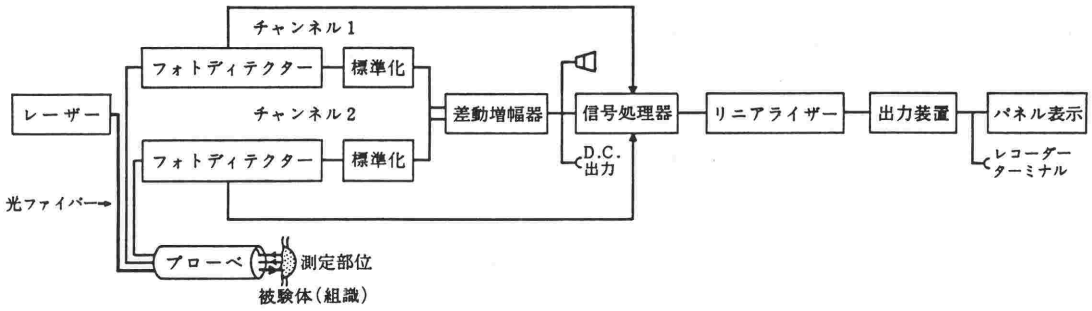 チャンネル1
フォトディテクター
標準化
レーザー
チャンネル2
差動増幅器
信号処理器
リニアライザー
出力装置
パネル表示
フォトディテクター
標準化
D.C.
出力
レコーダー
ターミナル
光ファイバー
プローベ
測定部位
被験体(組織)